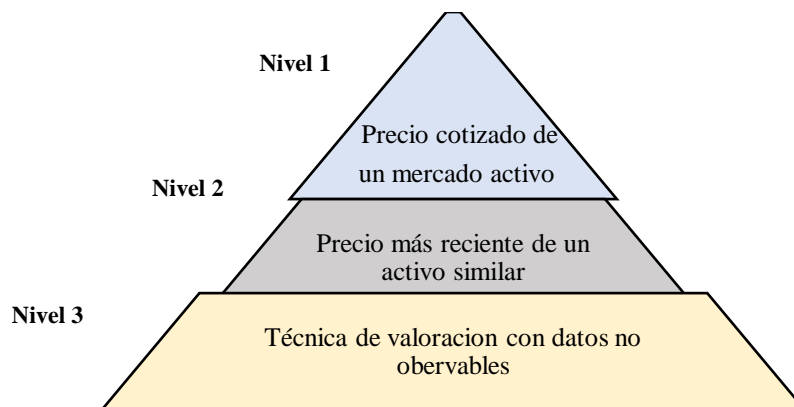 Nivel 1
Precio cotizado de
un mercado activo
Nivel 2
Precio más reciente de un
activo similar
Nivel 3
Técnica de valoracion con datos no
obervables